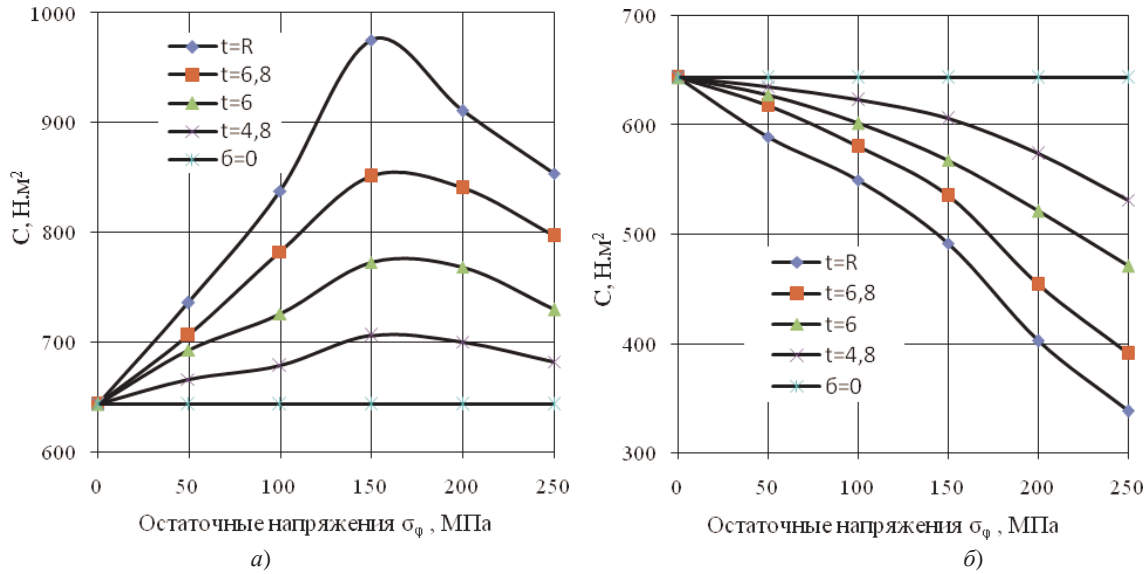 1000
900
800
700
600
С, Н.м²
t=R
t=6,8
t=6
t=4,8
б=0
0 50 100 150 200 250
Остаточные напряжения σφ , МПа
а)
700
600
500
400
300
С, Н.м²
t=R
t=6,8
t=6
t=4,8
б=0
0 50 100 150 200 250
Остаточные напряжения σφ , МПа
б)